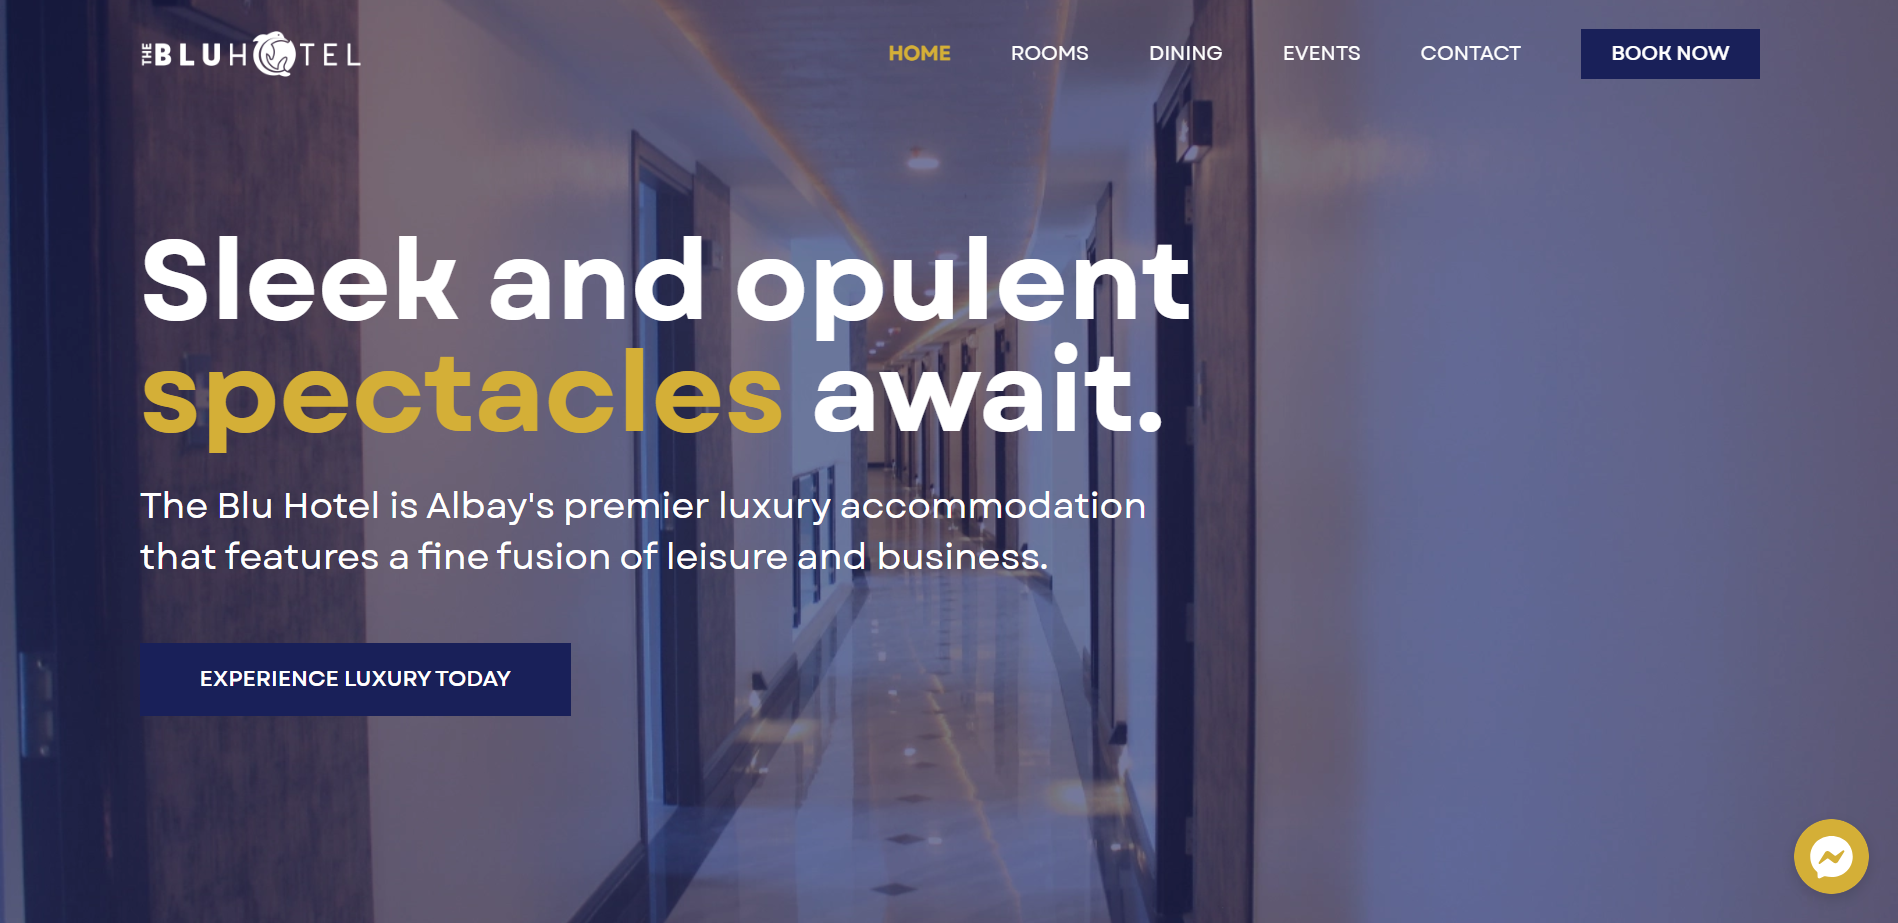 THE BLU HOTEL
HOME
ROOMS
DINING
EVENTS
CONTACT
BOOK NOW
Sleek and opulent
spectacles await.
The Blu Hotel is Albay's premier luxury accommodation
that features a fine fusion of leisure and business.
EXPERIENCE LUXURY TODAY